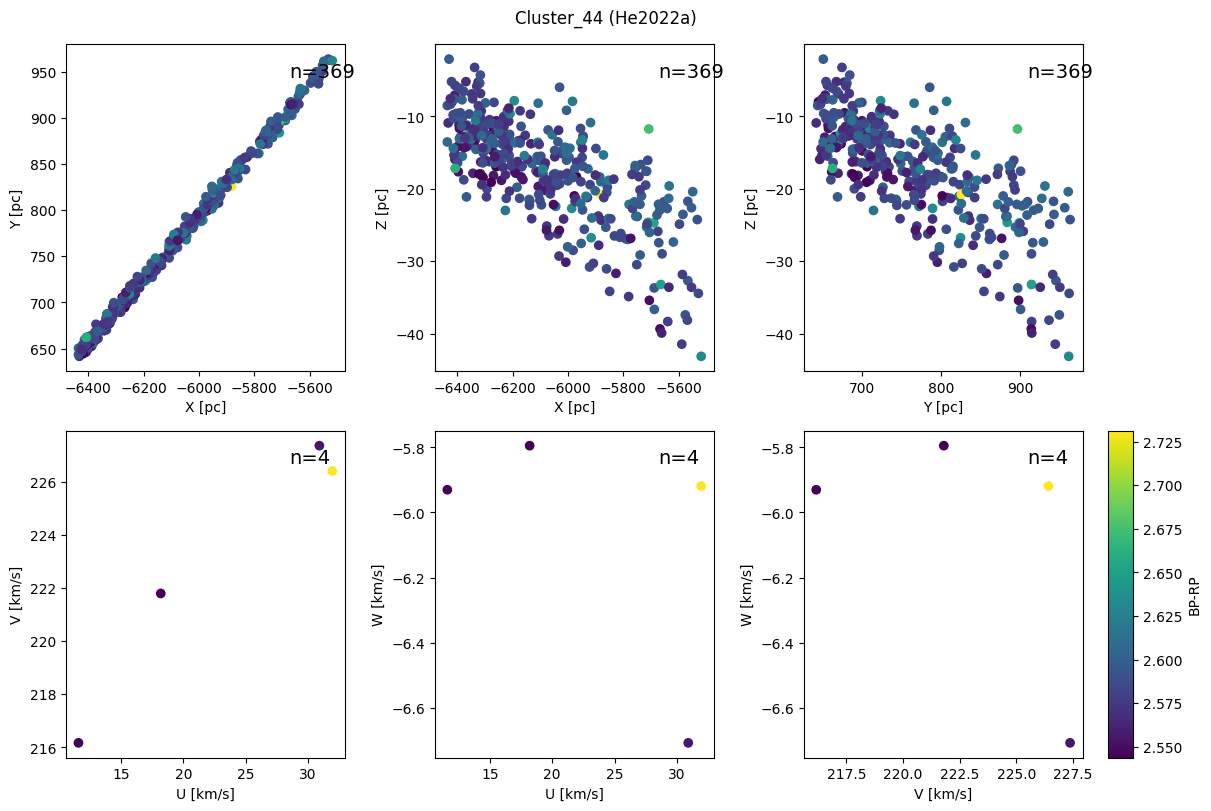 Cluster_44 (He2022a)
n=369
n=369
n=369
950
900
850
800
750
700
650
Y [pc]
−6400 −6200 −6000 −5800 −5600
X [pc]
−10
−20
−30
−40
Z [pc]
−6400 −6200 −6000 −5800 −5600
X [pc]
−10
−20
−30
−40
Z [pc]
700 800 900
Y [pc]
n=4
n=4
n=4
226
224
222
220
218
216
V [km/s]
15 20 25 30
U [km/s]
−5.8
−6.0
−6.2
−6.4
−6.6
W [km/s]
15 20 25 30
U [km/s]
−5.8
−6.0
−6.2
−6.4
−6.6
W [km/s]
217.5 220.0 222.5 225.0 227.5
V [km/s]
2.725
2.700
2.675
2.650
2.625
2.600
2.575
2.550
BP-RP